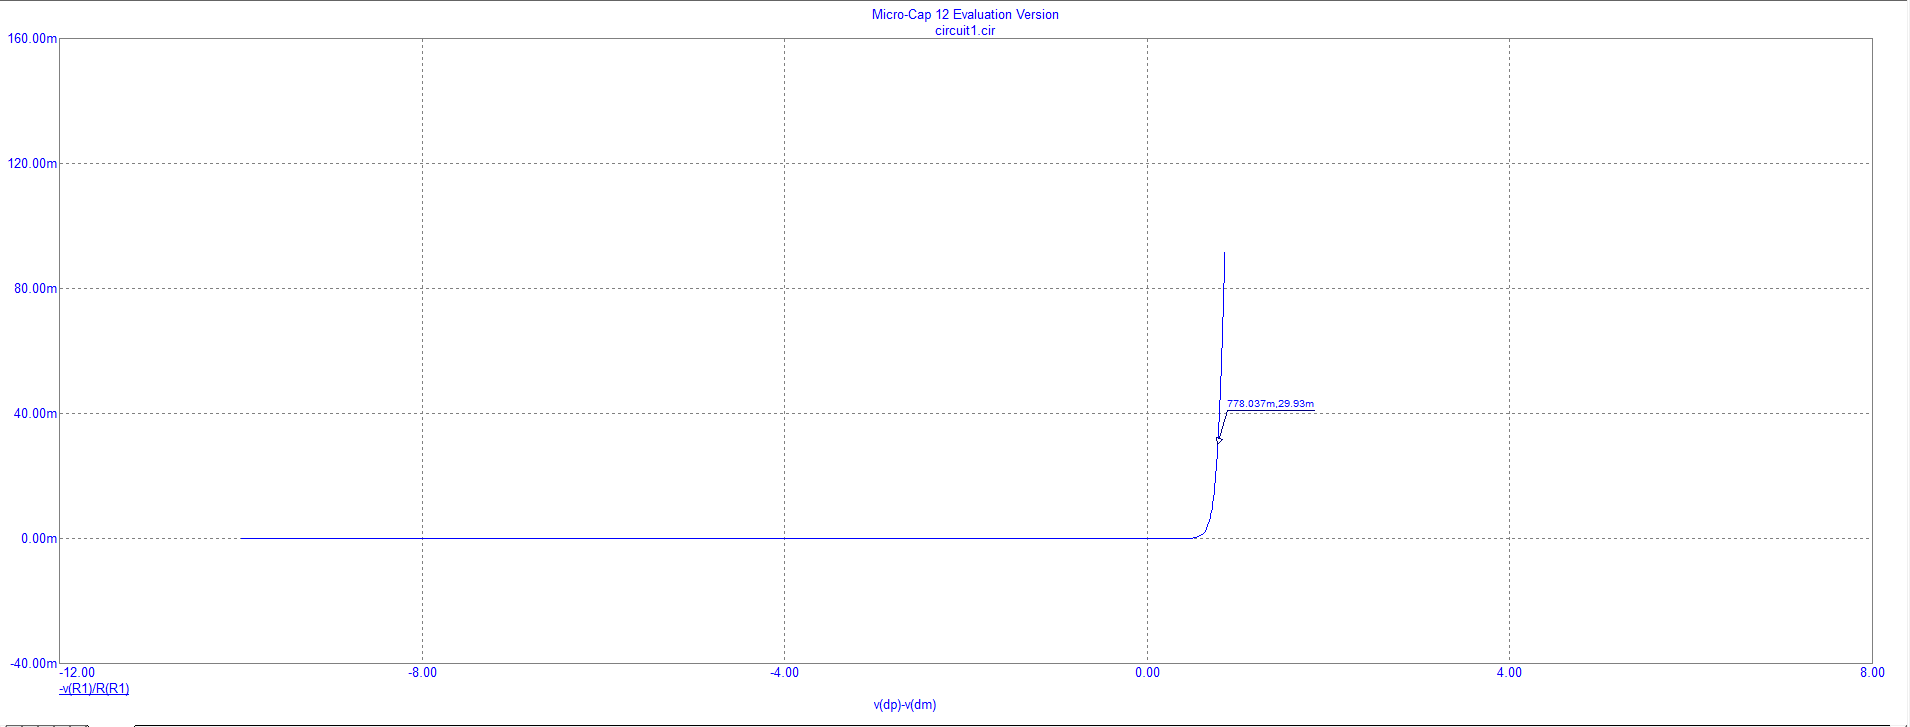 Micro-Cap 12 Evaluation Version
circuit1.cir
160.00m
120.00m
80.00m
778.037m,29.93m
40.00m
0.00m
-40.00m
-12.00 -8.00 -4.00 0.00 4.00 8.00
-v(R1)/R(R1)
v(dp)-v(dm)